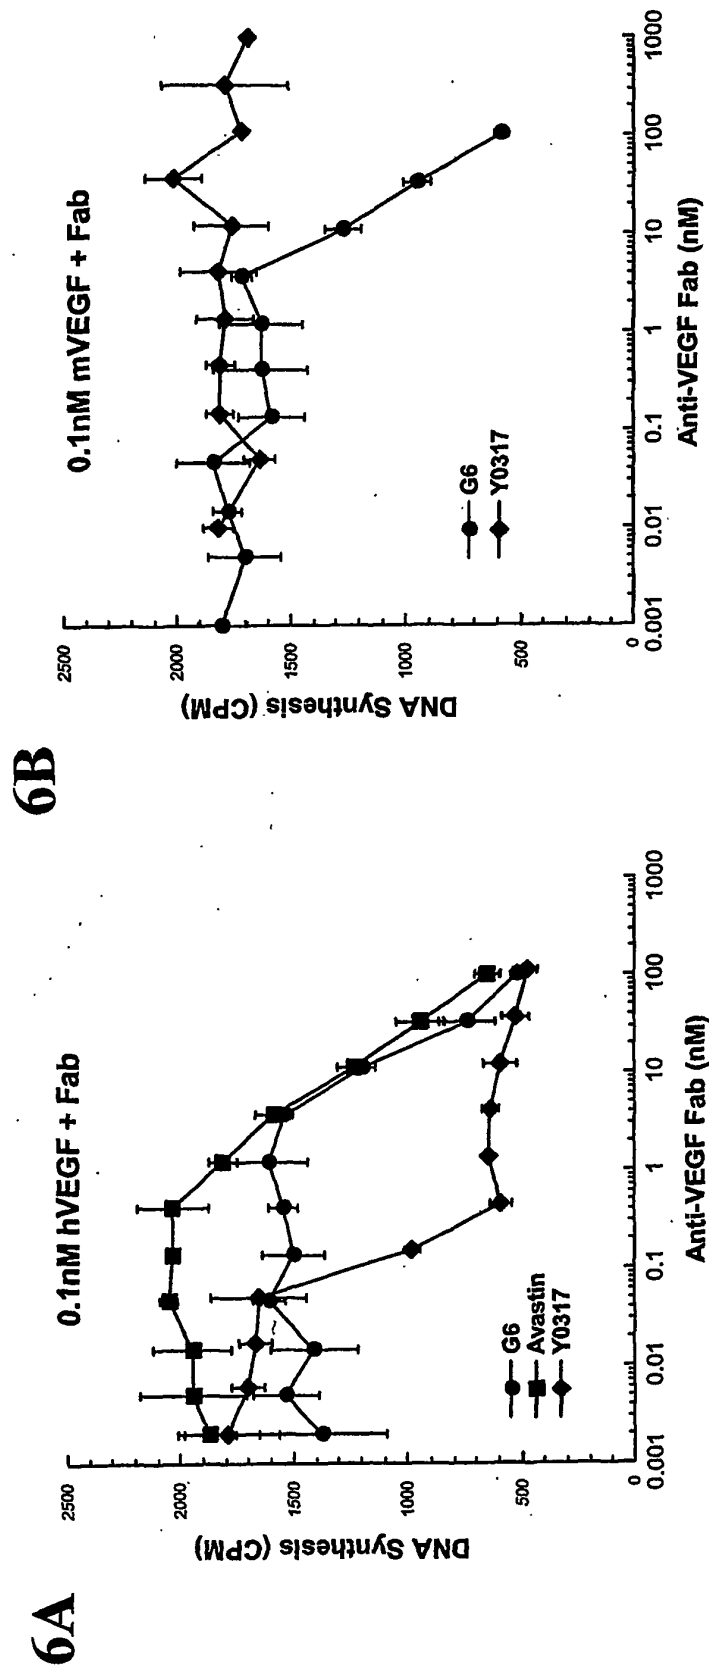 6A
0.1nM hVEGF + Fab
DNA Synthesis (CPM)
2500
2000
1500
1000
500
0
G6
Avastin
Y0317
0.001
0.01
0.1
1
10
100
1000
Anti-VEGF Fab (nM)
6B
0.1nM mVEGF + Fab
DNA Synthesis (CPM)
2500
2000
1500
1000
500
0
G6
Y0317
0.001
0.01
0.1
1
10
100
1000
Anti-VEGF Fab (nM)